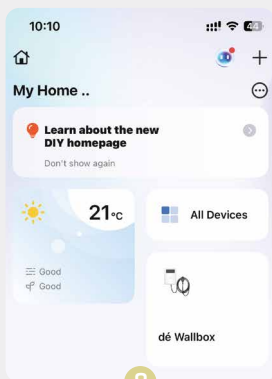 10:10
44
My Home ..
Learn about the new
DIY homepage
Don't show again
21°C
All Devices
Good
Good
dé Wallbox